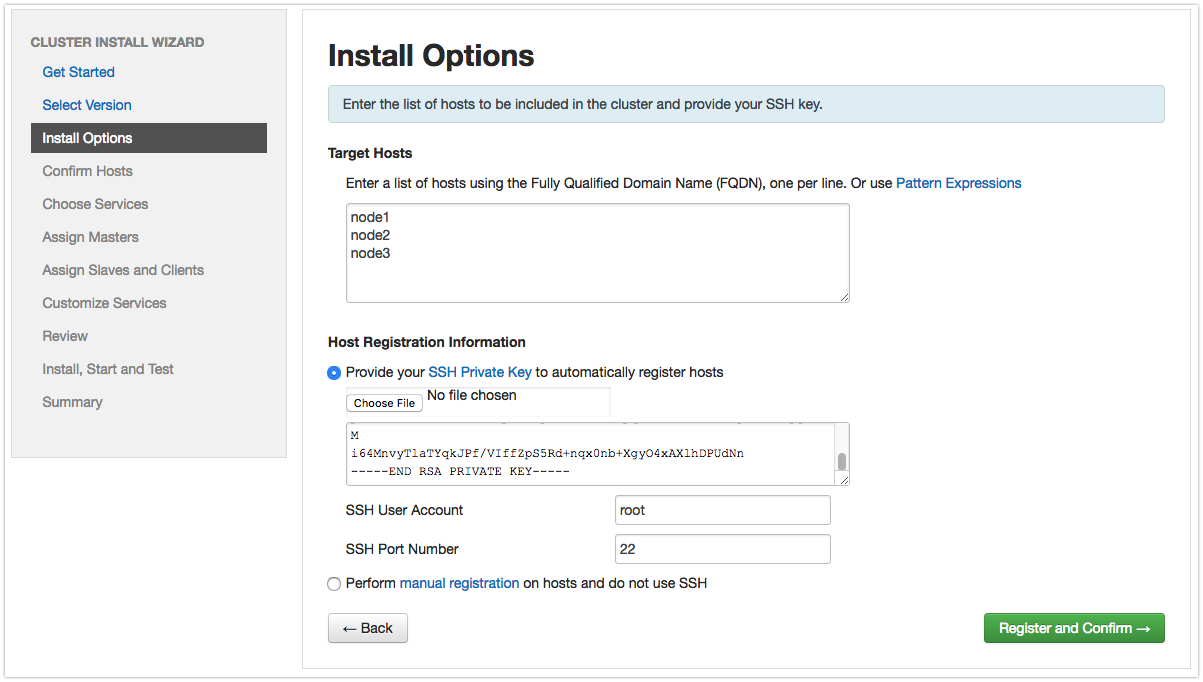 CLUSTER INSTALL WIZARD
Get Started
Select Version
Install Options
Confirm Hosts
Choose Services
Assign Masters
Assign Slaves and Clients
Customize Services
Review
Install, Start and Test
Summary
Install Options
Enter the list of hosts to be included in the cluster and provide your SSH key.
Target Hosts
Enter a list of hosts using the Fully Qualified Domain Name (FQDN), one per line. Or use Pattern Expressions
node1
node2
node3
Host Registration Information
Provide your SSH Private Key to automatically register hosts
Choose File No file chosen
M
i64MnvyTlaTYqkJPf/VIffZpS5Rd+nqx0nb+XgyO4xAXlhDPUdNn
-----END RSA PRIVATE KEY-----
SSH User Account root
SSH Port Number 22
Perform manual registration on hosts and do not use SSH
← Back
Register and Confirm →